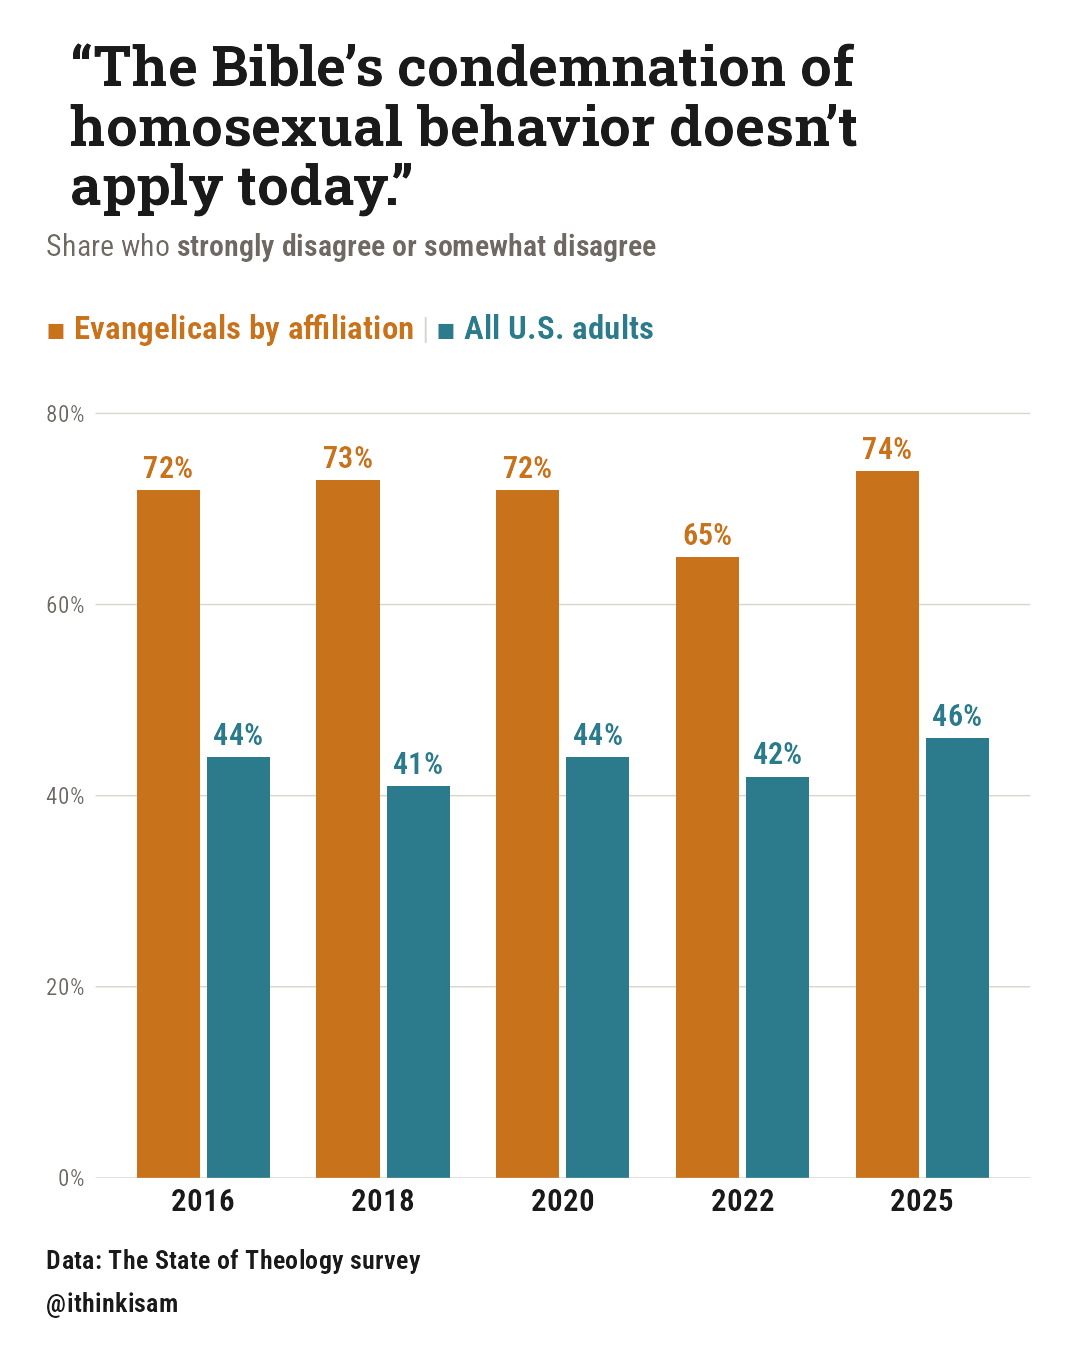 “The Bible’s condemnation of
homosexual behavior doesn’t
apply today.”
Share who strongly disagree or somewhat disagree
■ Evangelicals by affiliation | ■ All U.S. adults
80%
60%
40%
20%
0%
72%
44%
73%
41%
72%
44%
65%
42%
74%
46%
2016
2018
2020
2022
2025
Data: The State of Theology survey
@ithinkisam